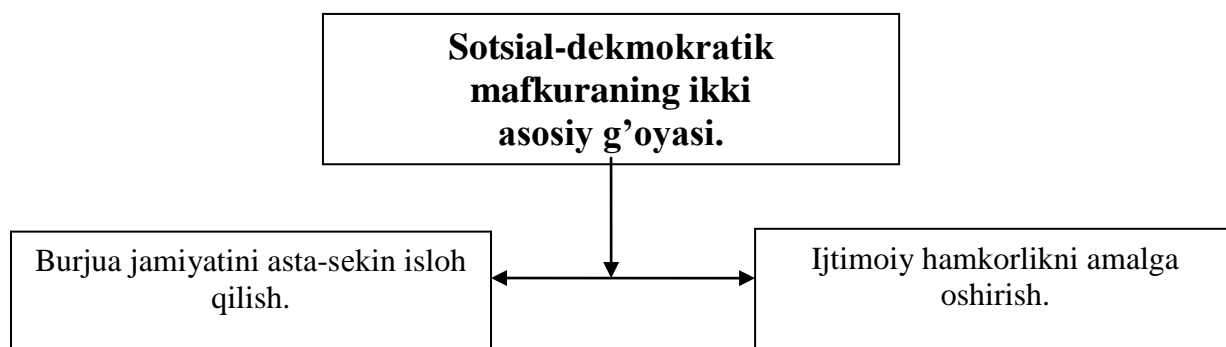 Sotsial-dekmokratik
mafkuraning ikki
asosiy g’oyasi.
Burjua jamiyatini asta-sekin isloh
qilish.
Ijtimoiy hamkorlikni amalga
oshirish.